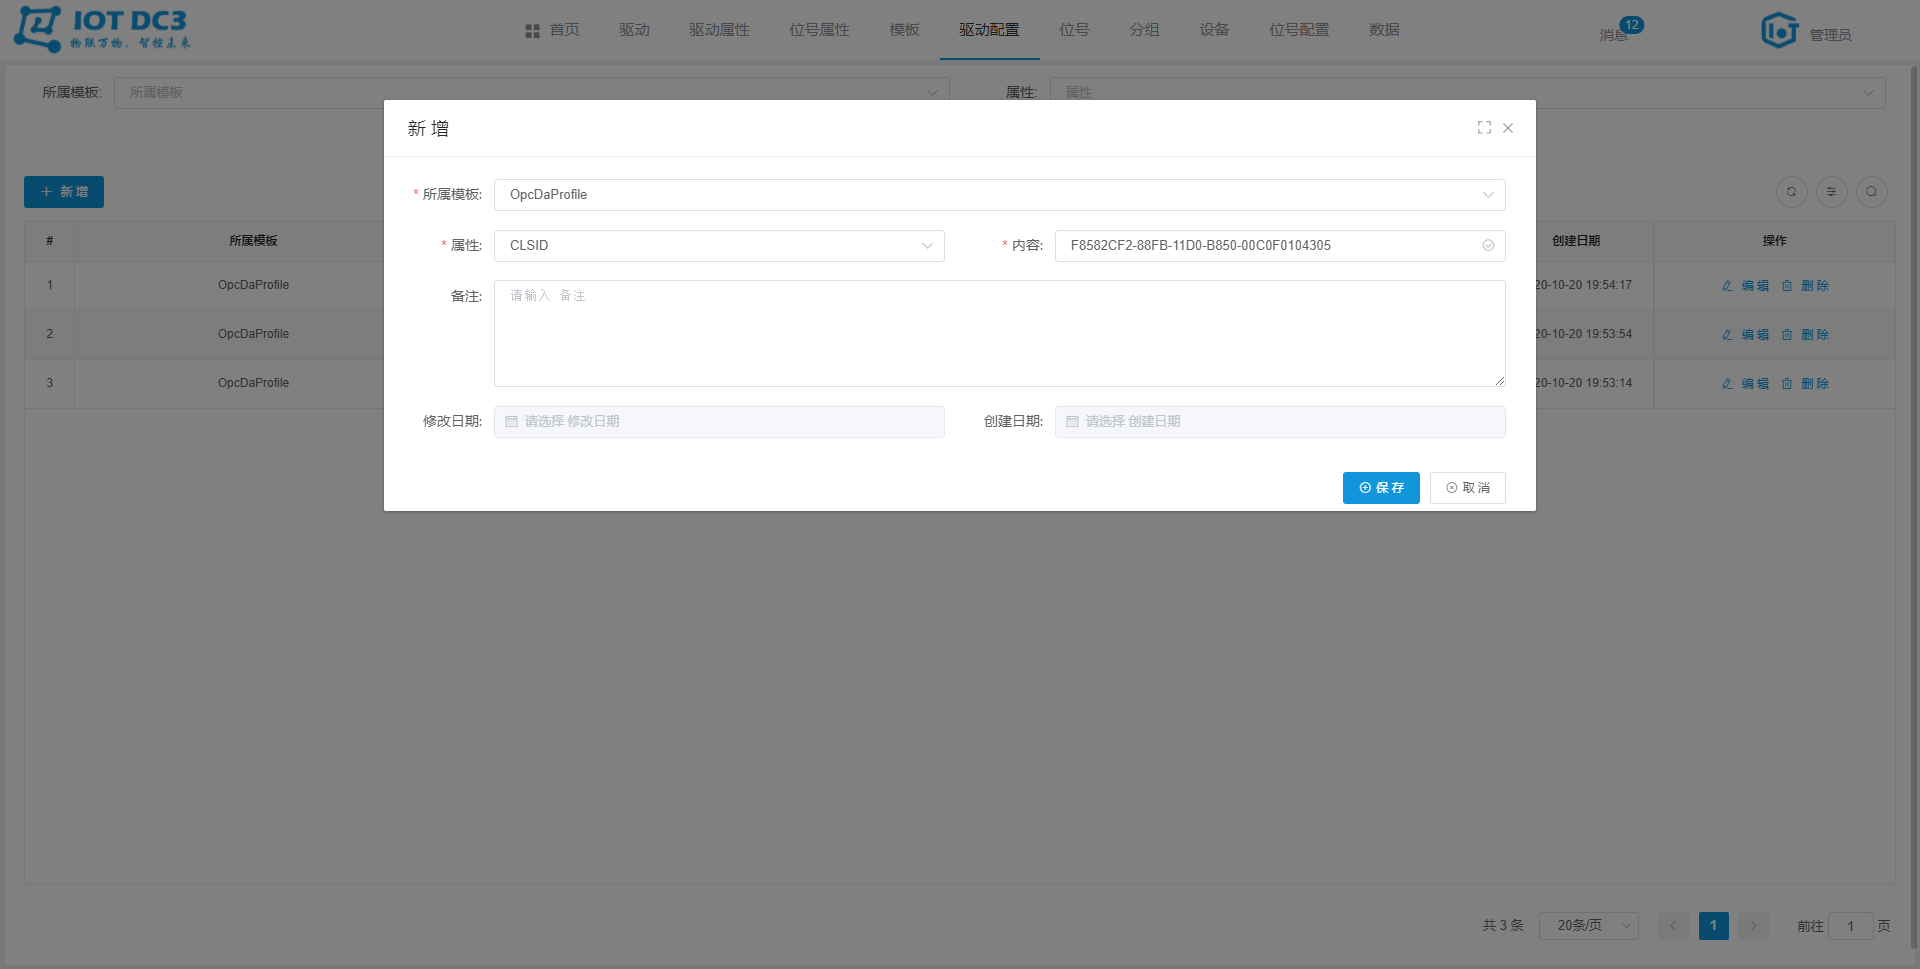 IOT DC3
物联万物，智控未来
首页 驱动 驱动属性 位号属性 模板 驱动配置 位号 分组 设备 位号配置 数据
消息 12 管理员
所属模板: 所属模板 属性: 属性
新 增
* 所属模板: OpcDaProfile
* 属性: CLSID * 内容: F8582CF2-88FB-11D0-B850-00C0F0104305
备注: 请输入 备注
修改日期: 请选择 修改日期 创建日期: 请选择 创建日期
保 存 取 消
新 增
# 所属模板 创建日期 操作
1 OpcDaProfile 20-10-20 19:54:17 编 辑 删 除
2 OpcDaProfile 20-10-20 19:53:54 编 辑 删 除
3 OpcDaProfile 20-10-20 19:53:14 编 辑 删 除
共 3 条 20条/页 1 前往 1 页